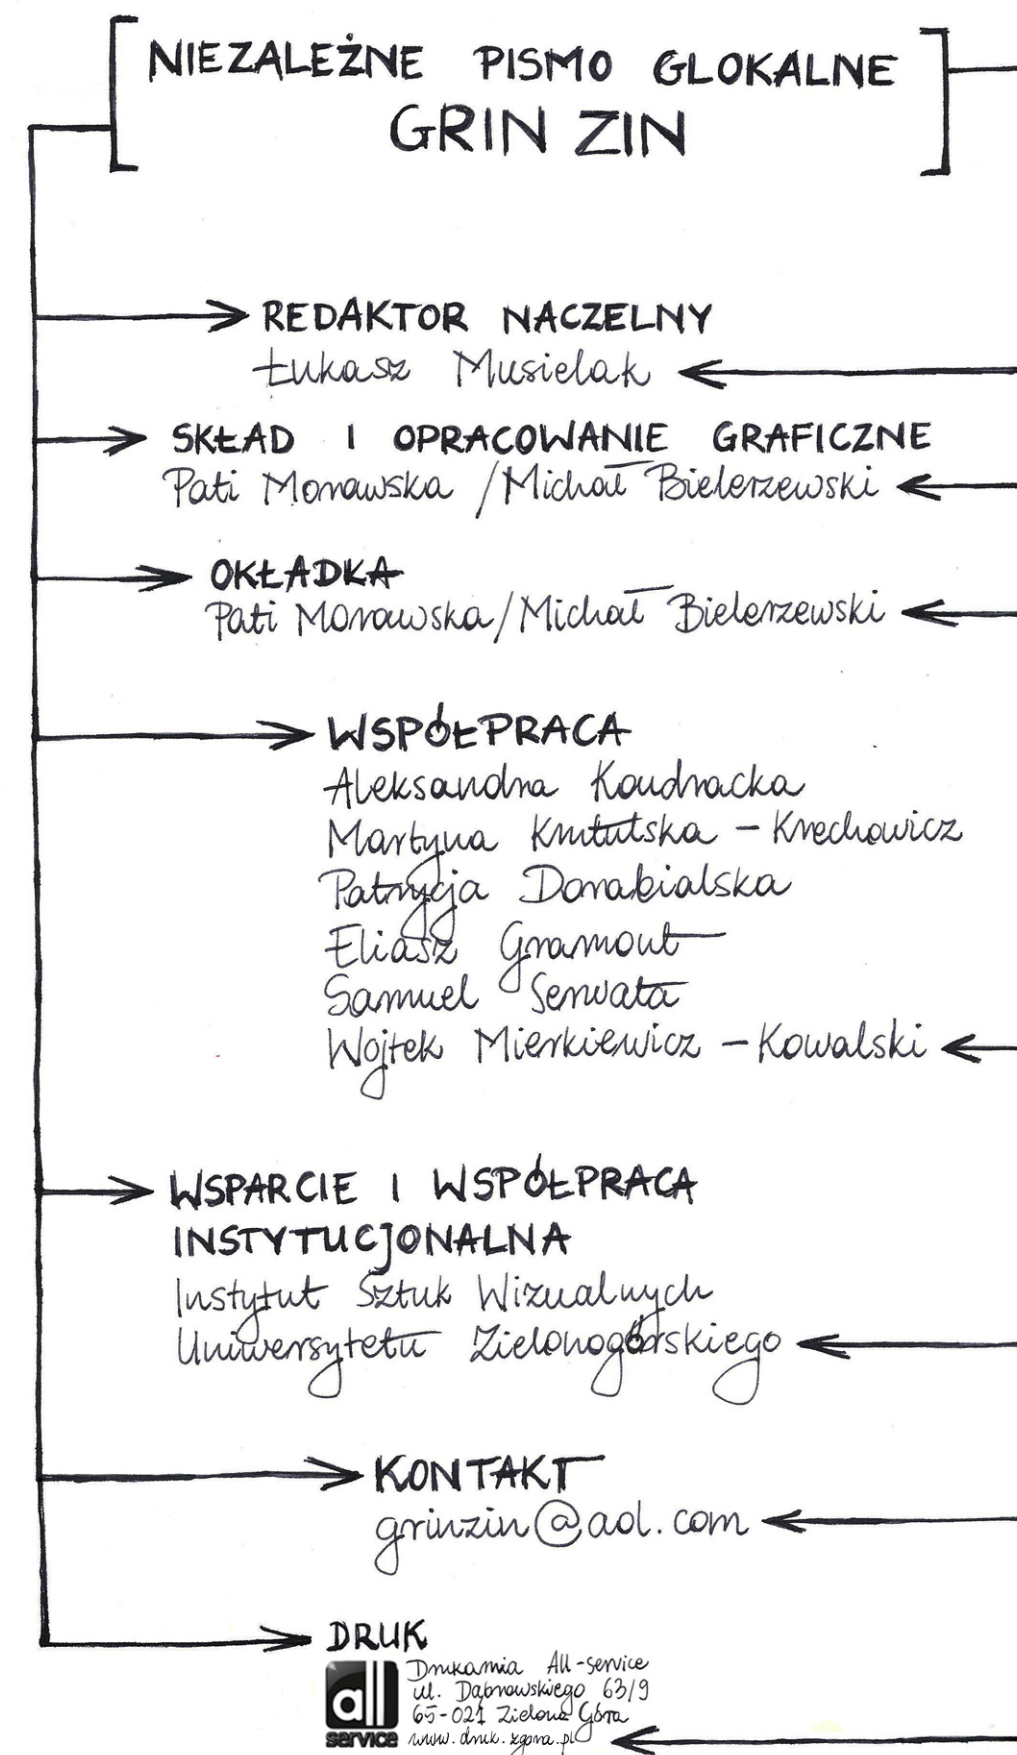 NIEZALEŻNE PISMO GLOKALNE
GRIN ZIN
REDAKTOR NACZELNY
Łukasz Musielak
SKŁAD I OPRACOWANIE GRAFICZNE
Pati Morawska / Michał Bielerzewski
OKŁADKA
Pati Morawska / Michał Bielerzewski
WSPÓŁPRACA
Aleksandra Kondracka
Martyna Kmtutska - Krechowicz
Patrycja Dorabialska
Eliasz Gramont
Samuel Serwata
Wojtek Mierkiewicz - Kowalski
WSPARCIE I WSPÓŁPRACA
INSTYTUCJONALNA
Instytut Sztuk Wizualnych
Uniwersytetu Zielonogórskiego
KONTAKT
grinzin@aol.com
DRUK
all
service
Drukarnia All-service
ul. Dąbrowskiego 63/9
65-021 Zielona Góra
www.druk.zgora.pl